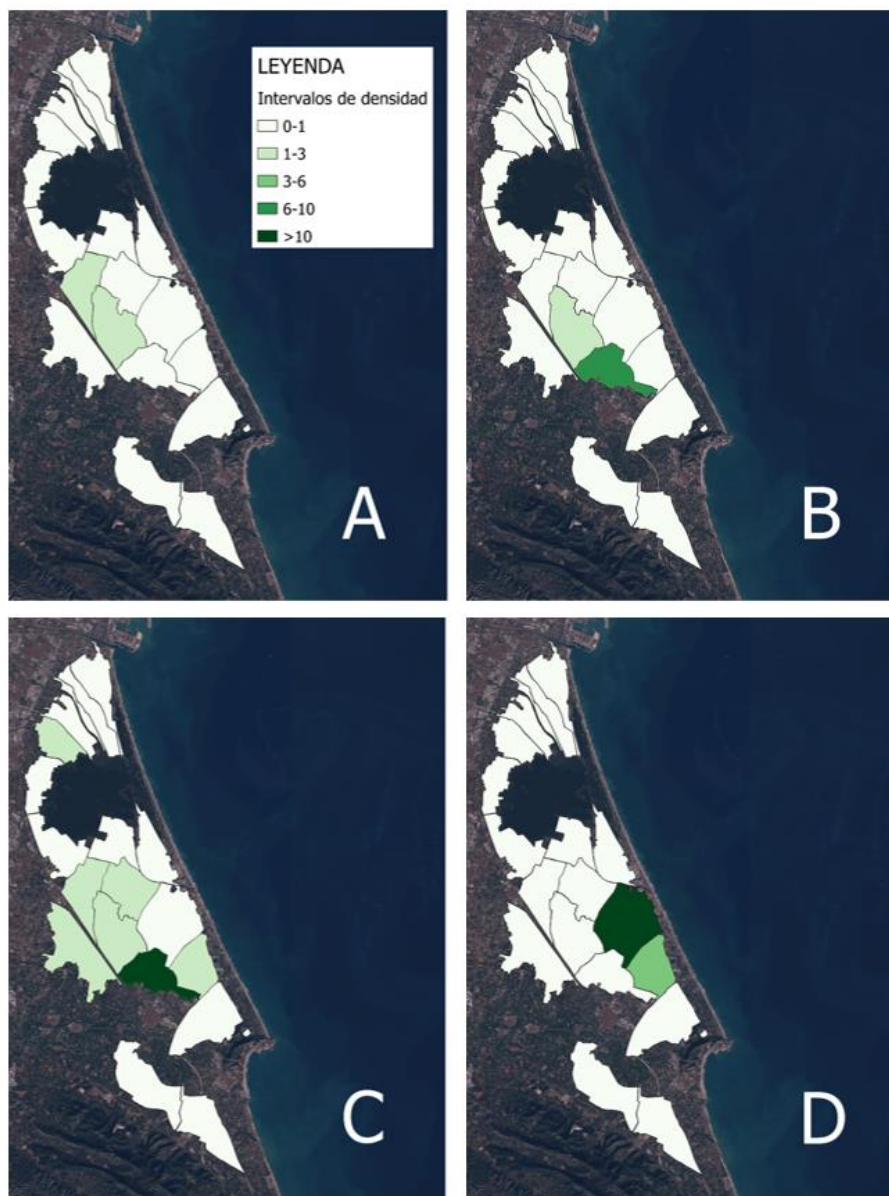 LEYENDA
Intervalos de densidad
0-1
1-3
3-6
6-10
>10
A
B
C
D